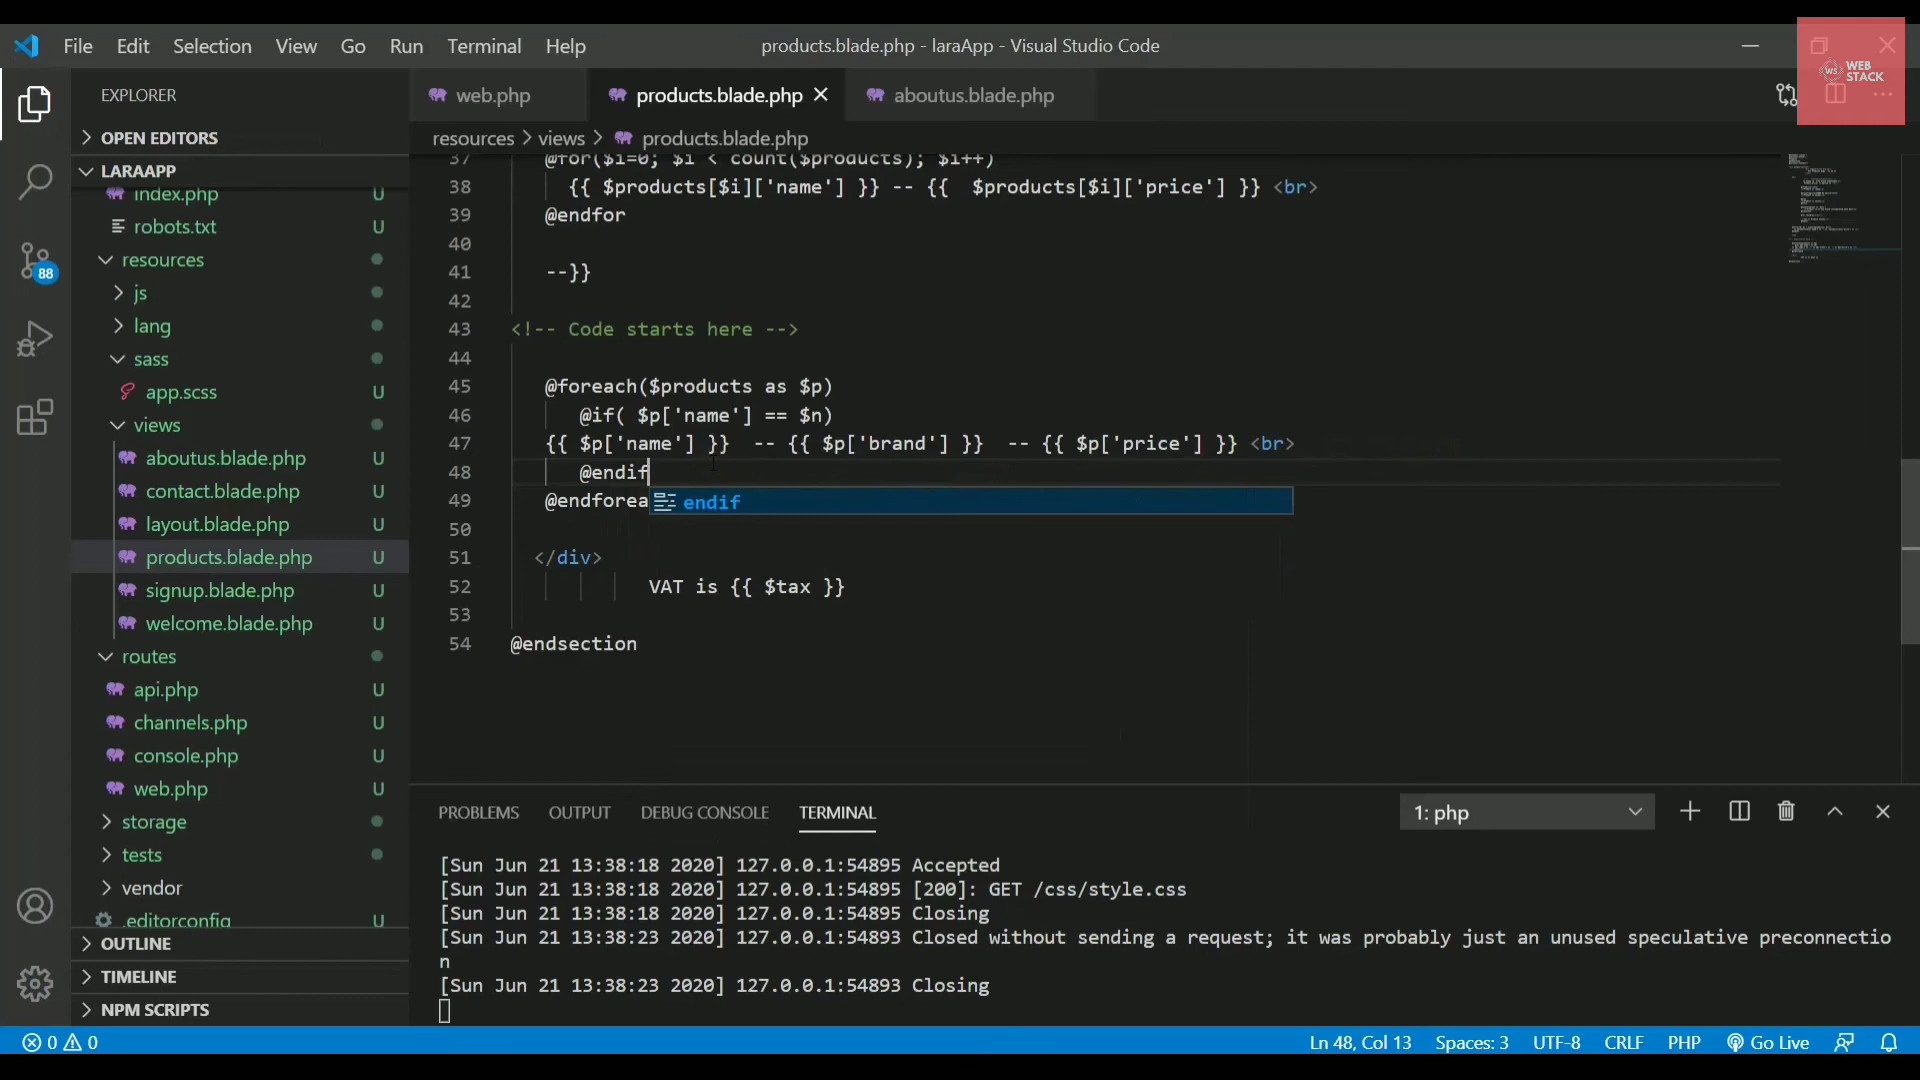 File Edit Selection View Go Run Terminal Help
products.blade.php - laraApp - Visual Studio Code
WS WEB
STACK
EXPLORER
OPEN EDITORS
LARAAPP
index.php U
robots.txt U
resources
js
lang
sass
app.scss U
views
aboutus.blade.php U
contact.blade.php U
layout.blade.php U
products.blade.php U
signup.blade.php U
welcome.blade.php U
routes
api.php U
channels.php U
console.php U
web.php U
storage
tests
vendor
.editorconfig U
OUTLINE
TIMELINE
NPM SCRIPTS
88
web.php products.blade.php aboutus.blade.php
resources > views > products.blade.php
37 @for($i=0; $i < count($products); $i++)
38 {{ $products[$i]['name'] }} -- {{  $products[$i]['price'] }} <br>
39 @endfor
40
41 --}}
42
43 <!-- Code starts here -->
44
45 @foreach($products as $p)
46 @if( $p['name'] == $n)
47 {{ $p['name'] }}  -- {{ $p['brand'] }}  -- {{ $p['price'] }} <br>
48 @endif
49 @endforea
endif
50
51 </div>
52 VAT is {{ $tax }}
53
54 @endsection
PROBLEMS OUTPUT DEBUG CONSOLE TERMINAL
1: php
[Sun Jun 21 13:38:18 2020] 127.0.0.1:54895 Accepted
[Sun Jun 21 13:38:18 2020] 127.0.0.1:54895 [200]: GET /css/style.css
[Sun Jun 21 13:38:18 2020] 127.0.0.1:54895 Closing
[Sun Jun 21 13:38:23 2020] 127.0.0.1:54893 Closed without sending a request; it was probably just an unused speculative preconnectio
n
[Sun Jun 21 13:38:23 2020] 127.0.0.1:54893 Closing
0 0
Ln 48, Col 13 Spaces: 3 UTF-8 CRLF PHP Go Live